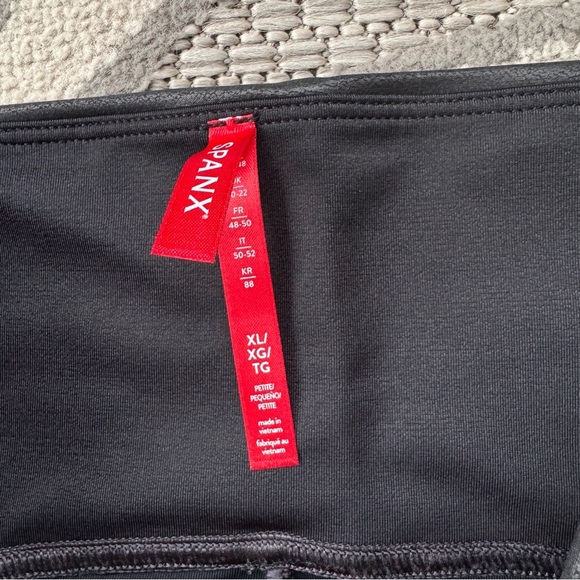 SPANX®
FR
48-50
IT
50-52
KR
88
XL/
XG/
TG
PETITE/
PEQUEÑO/
PETITE
made in
vietnam
fabriqué au
vietnam